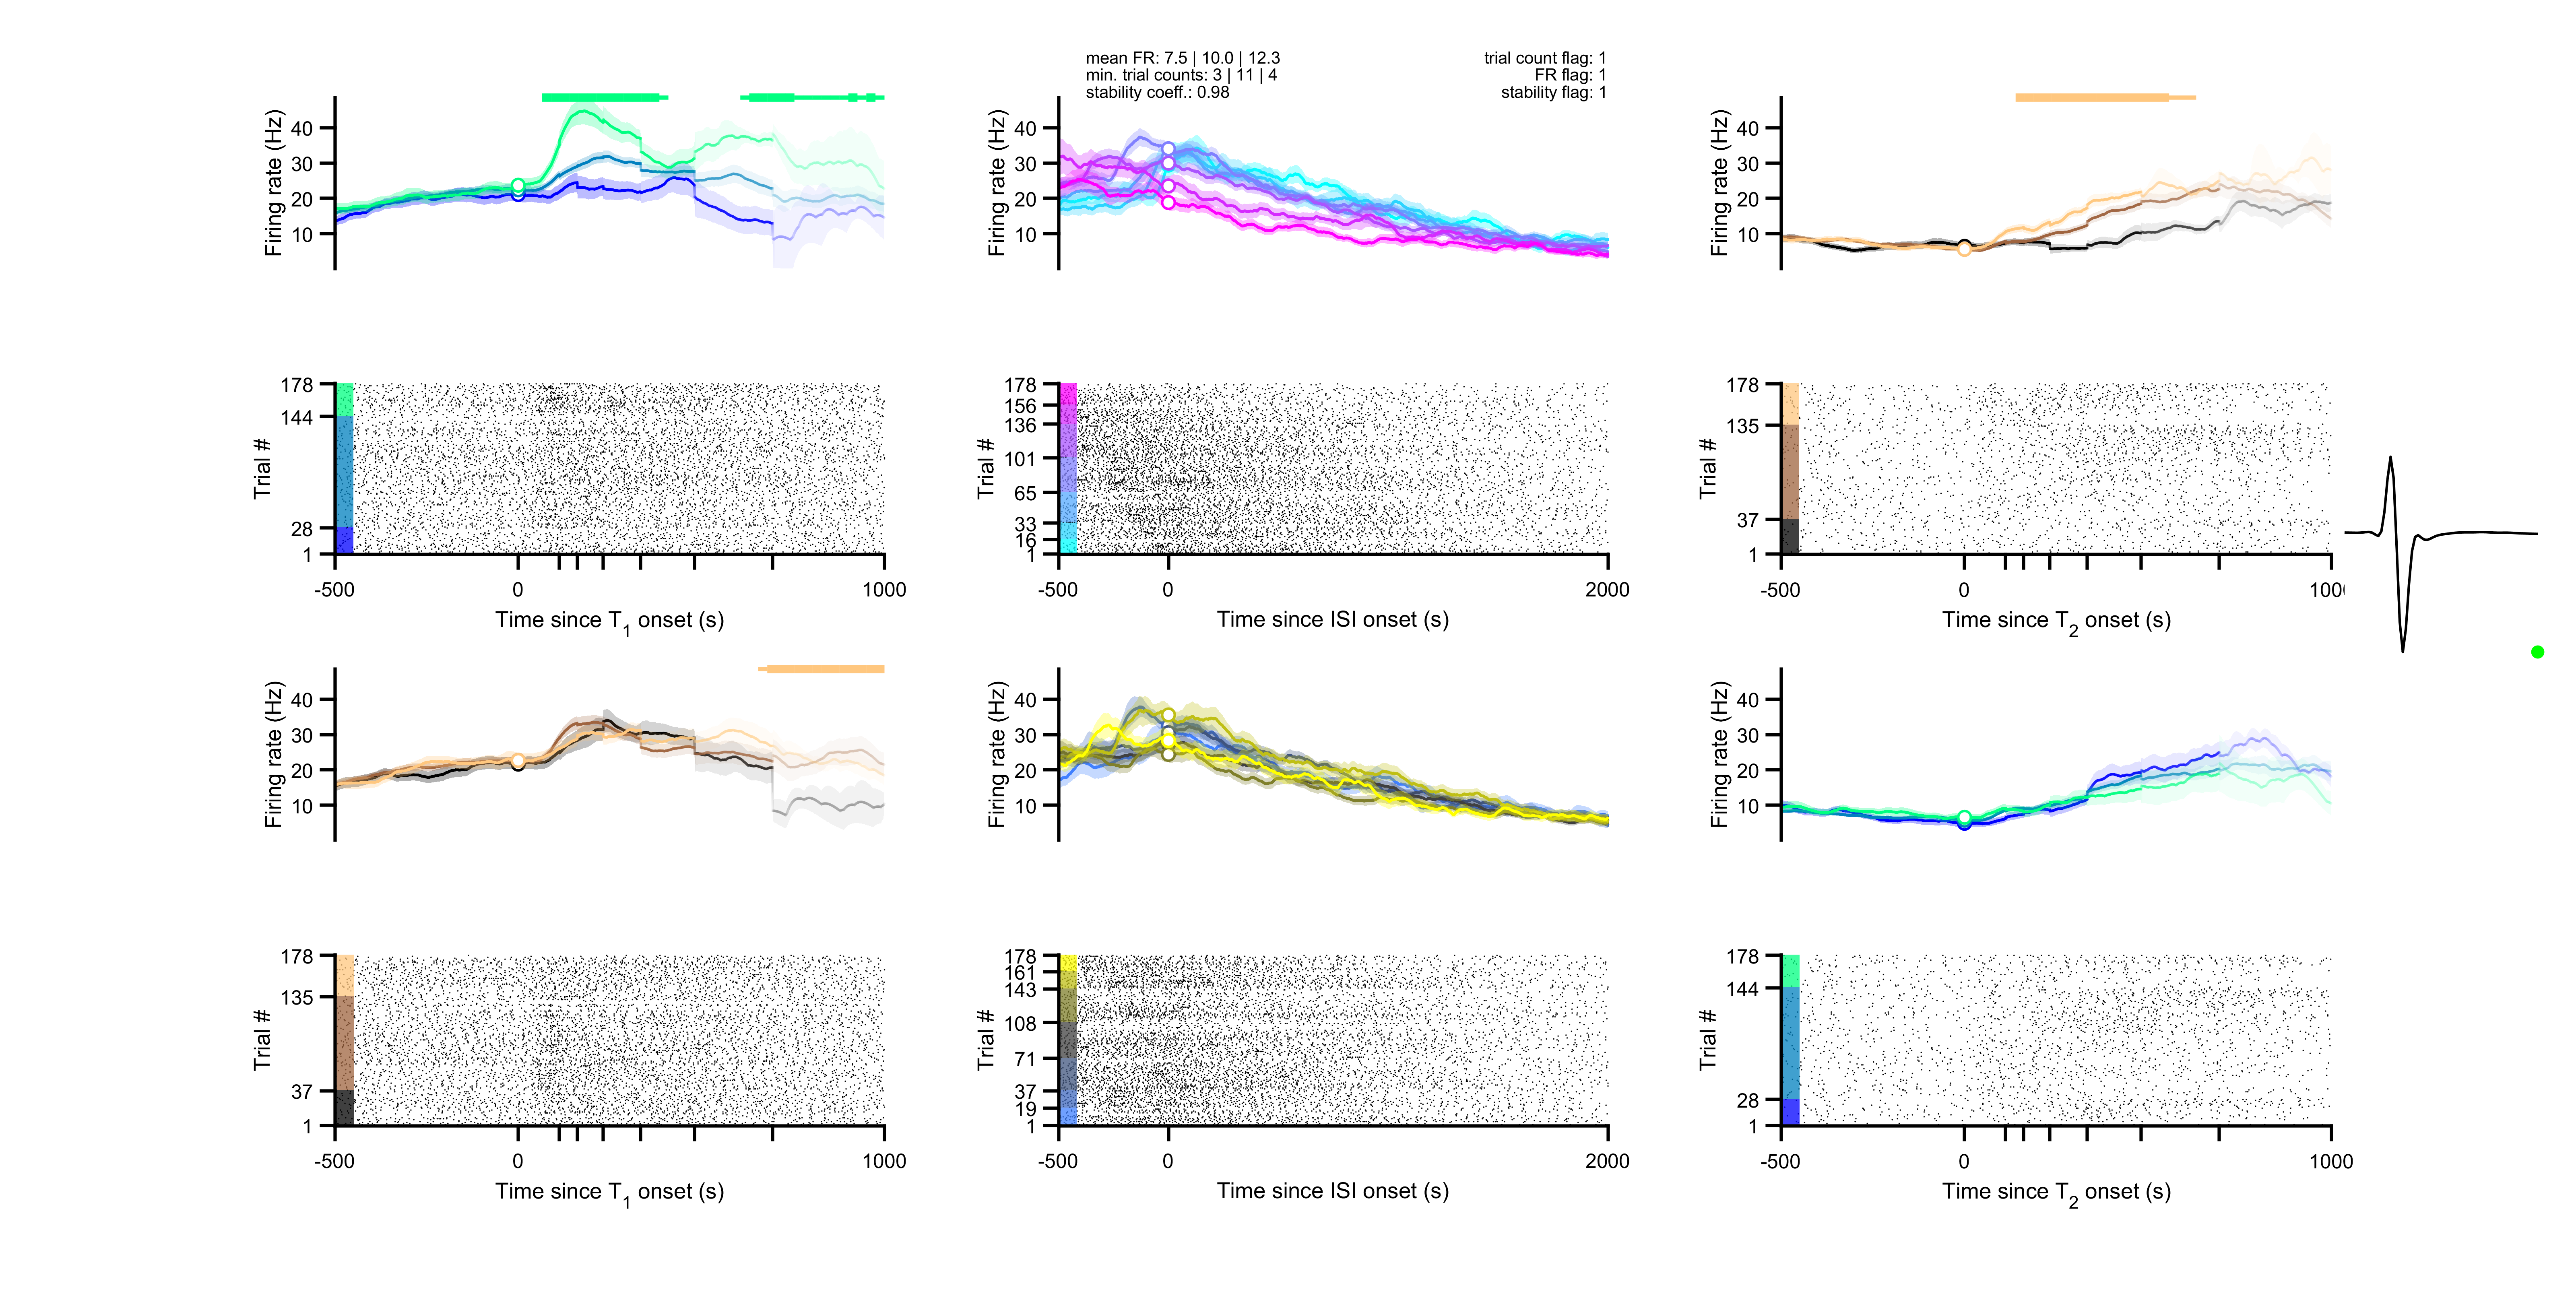 mean FR: 7.5 | 10.0 | 12.3
min. trial counts: 3 | 11 | 4
stability coeff.: 0.98
trial count flag: 1
FR flag: 1
stability flag: 1
Firing rate (Hz)
40
30
20
10
Firing rate (Hz)
40
30
20
10
Firing rate (Hz)
40
30
20
10
Trial #
178
144
28
1
-500 0 1000
Time since T1 onset (s)
Trial #
178
156
136
101
65
33
16
1
-500 0 2000
Time since ISI onset (s)
Trial #
178
135
37
1
-500 0 1000
Time since T2 onset (s)
Firing rate (Hz)
40
30
20
10
Firing rate (Hz)
40
30
20
10
Firing rate (Hz)
40
30
20
10
Trial #
178
135
37
1
-500 0 1000
Time since T1 onset (s)
Trial #
178
161
143
108
71
37
19
1
-500 0 2000
Time since ISI onset (s)
Trial #
178
144
28
1
-500 0 1000
Time since T2 onset (s)